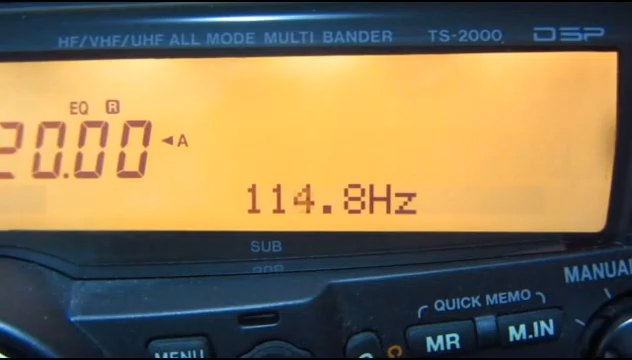 HF/VHF/UHF ALL MODE MULTI BANDER TS-2000 DSP
EQ R
20.00 ◄A
114.8Hz
SUB
MANUAL
QUICK MEMO
MENU
MR M.IN